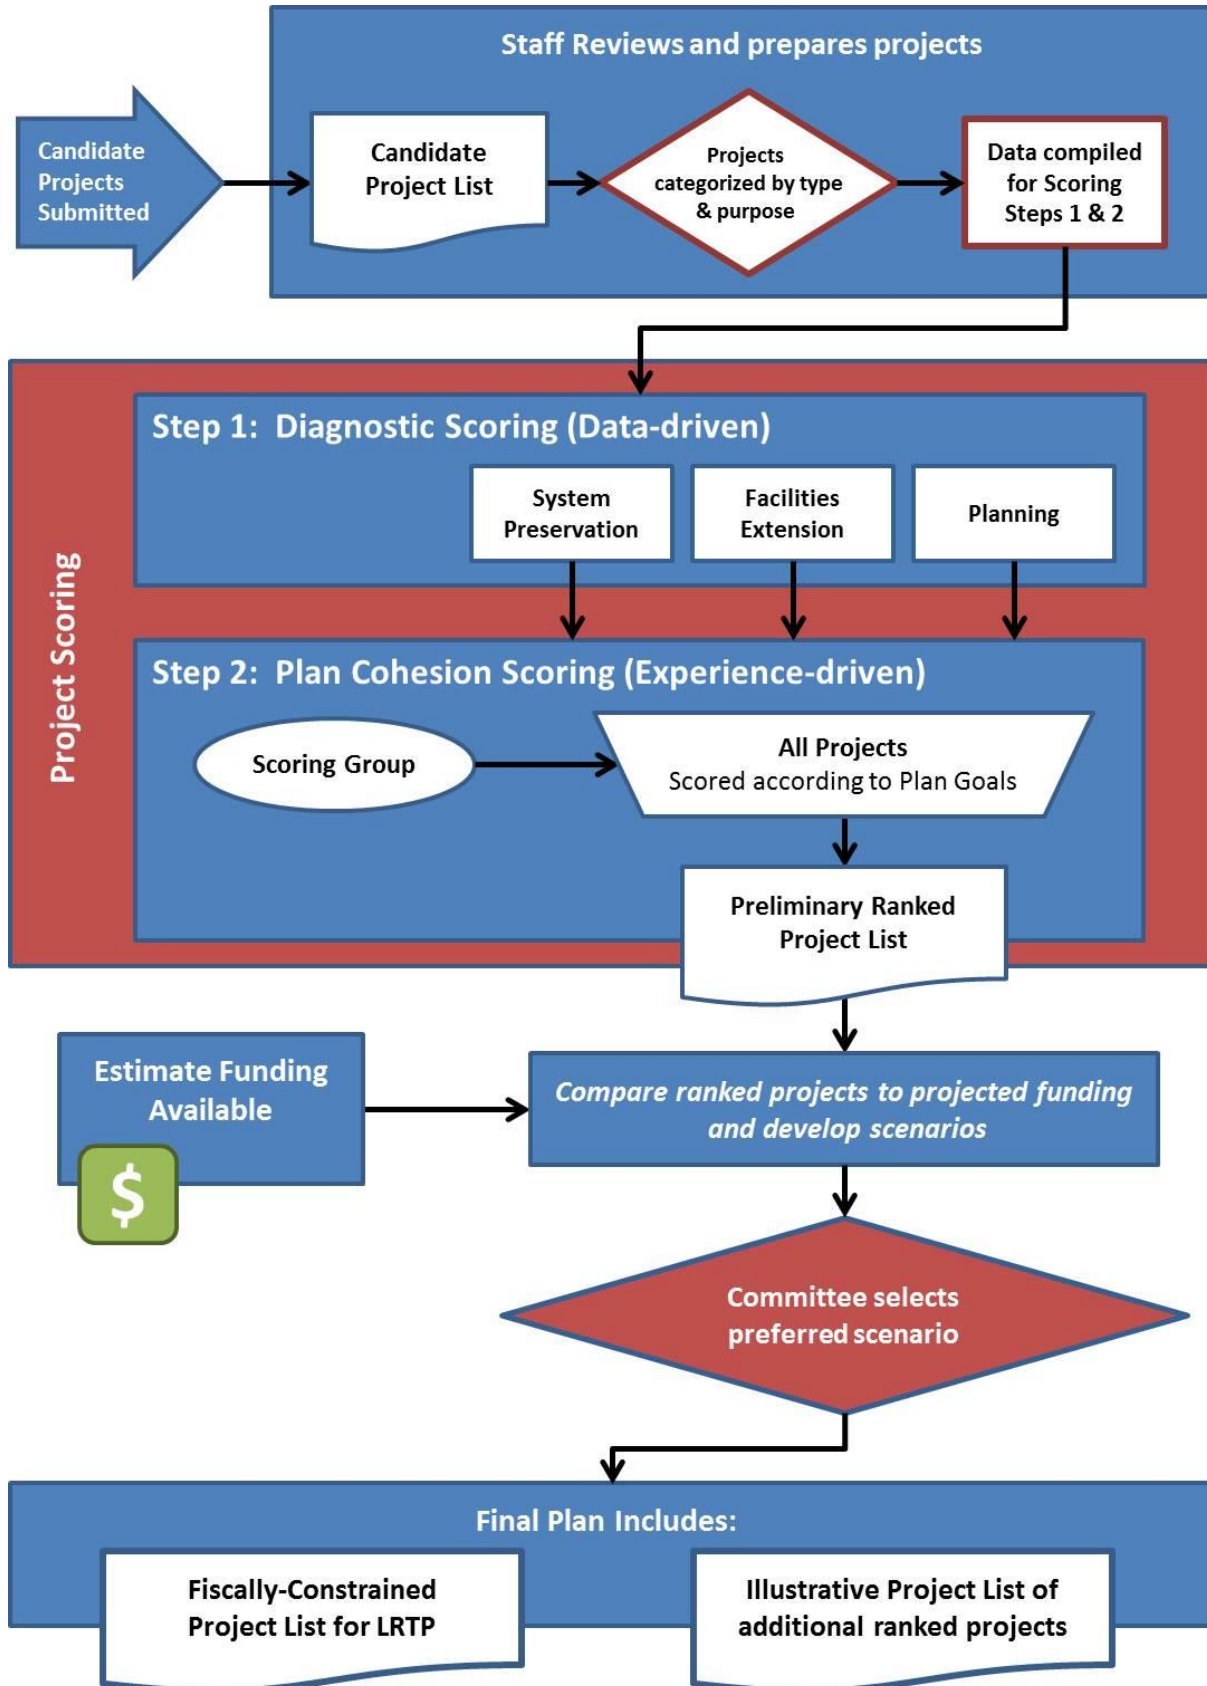 Staff Reviews and prepares projects
Candidate
Projects
Submitted
Candidate
Project List
Projects
categorized by type
& purpose
Data compiled
for Scoring
Steps 1 & 2
Project Scoring
Step 1: Diagnostic Scoring (Data-driven)
System
Preservation
Facilities
Extension
Planning
Step 2: Plan Cohesion Scoring (Experience-driven)
Scoring Group
All Projects
Scored according to Plan Goals
Preliminary Ranked
Project List
Estimate Funding
Available
$
Compare ranked projects to projected funding
and develop scenarios
Committee selects
preferred scenario
Final Plan Includes:
Fiscally-Constrained
Project List for LRTP
Illustrative Project List of
additional ranked projects